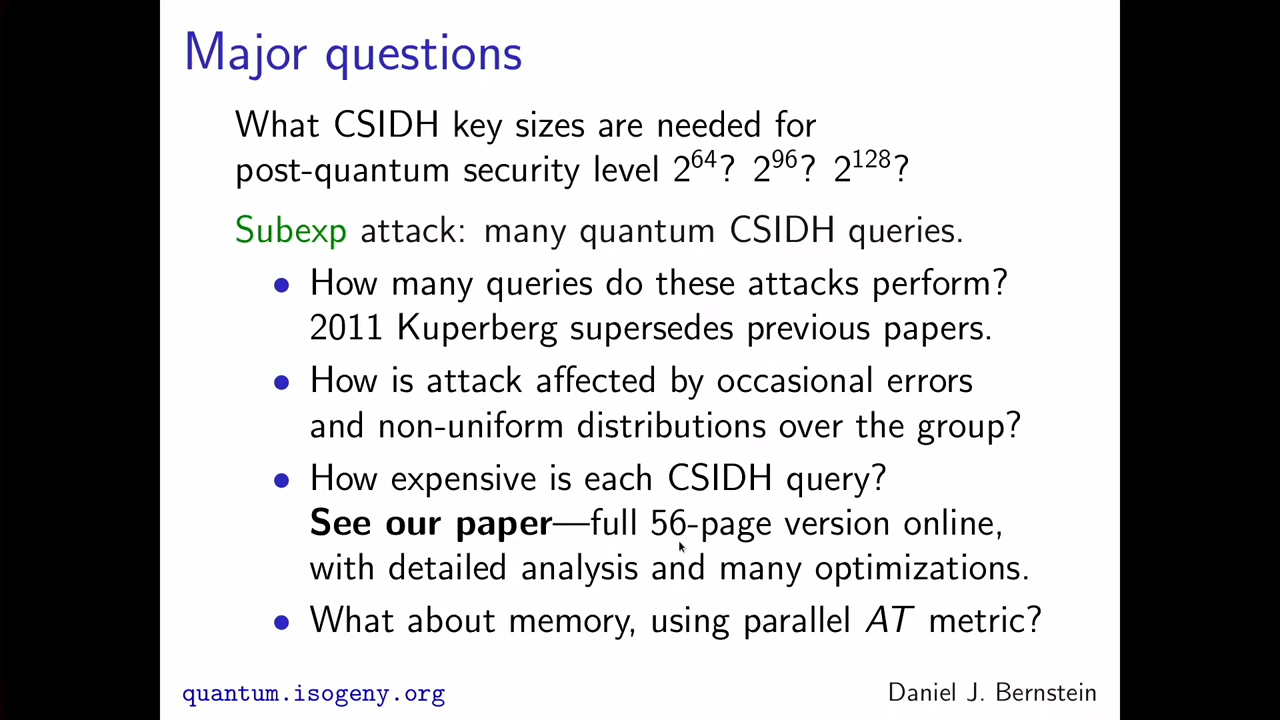 Major questions
What CSIDH key sizes are needed for
post-quantum security level 2^64? 2^96? 2^128?
Subexp attack: many quantum CSIDH queries.
• How many queries do these attacks perform?
2011 Kuperberg supersedes previous papers.
• How is attack affected by occasional errors
and non-uniform distributions over the group?
• How expensive is each CSIDH query?
See our paper—full 56-page version online,
with detailed analysis and many optimizations.
• What about memory, using parallel AT metric?
quantum.isogeny.org
Daniel J. Bernstein